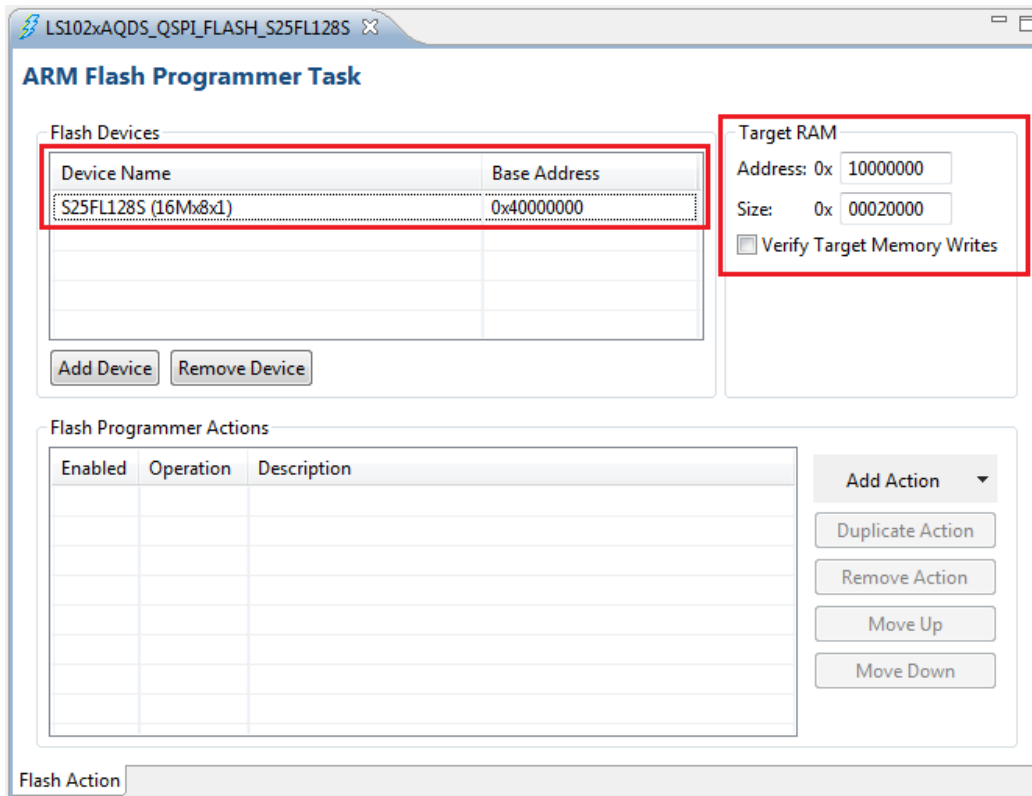 LS102xAQDS_QSPI_FLASH_S25FL128S
ARM Flash Programmer Task
Flash Devices
Device Name Base Address
S25FL128S (16Mx8x1) 0x40000000
Add Device Remove Device
Target RAM
Address: 0x 10000000
Size: 0x 00020000
Verify Target Memory Writes
Flash Programmer Actions
Enabled Operation Description
Add Action
Duplicate Action
Remove Action
Move Up
Move Down
Flash Action